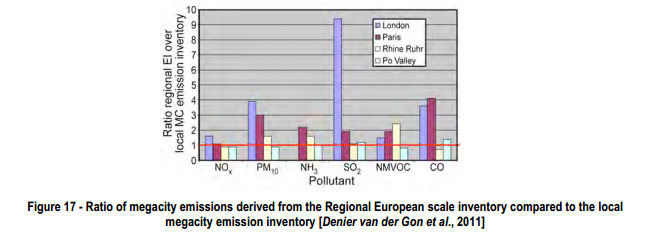 10
9
8
7
6
5
4
3
2
1
0
Ratio regional EI over
local MC emission inventory
London
Paris
Rhine Ruhr
Po Valley
NOx
PM10
NH3
SO2
NMVOC
CO
Pollutant
Figure 17 - Ratio of megacity emissions derived from the Regional European scale inventory compared to the local
megacity emission inventory [Denier van der Gon et al., 2011]